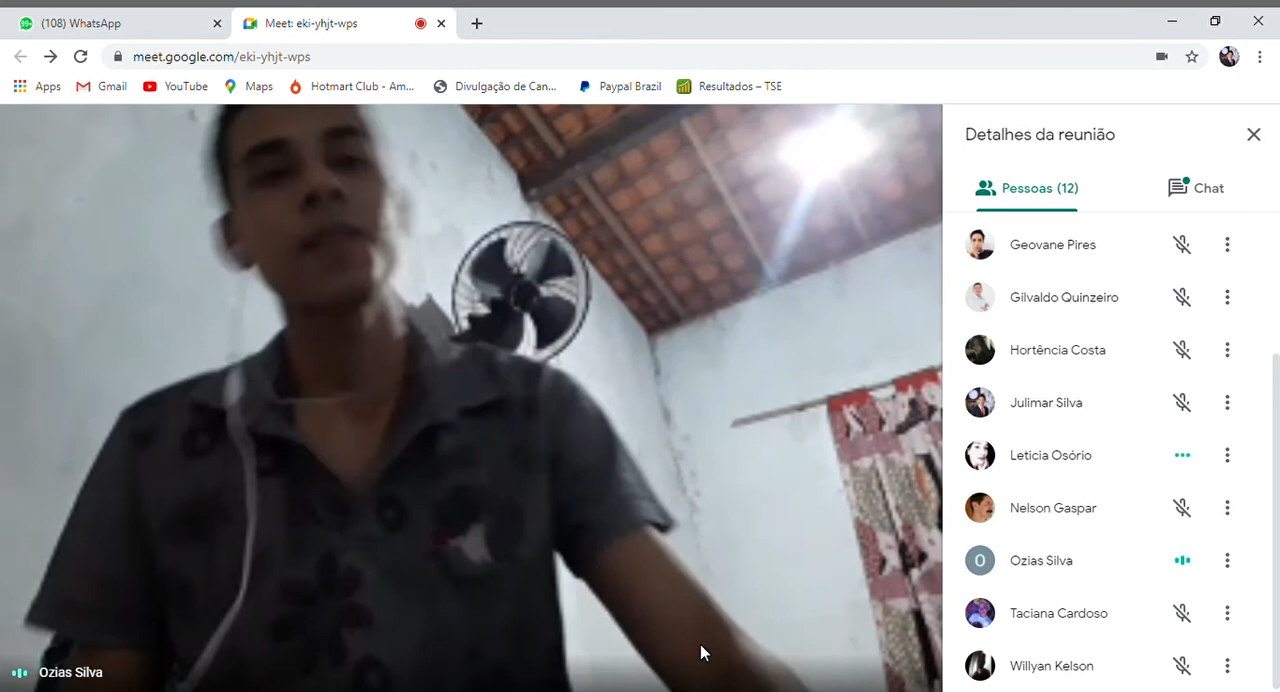 99+ (108) WhatsApp
Meet: eki-yhjt-wps
meet.google.com/eki-yhjt-wps
Apps
Gmail
YouTube
Maps
Hotmart Club - Am...
Divulgação de Can...
Paypal Brazil
Resultados – TSE
Detalhes da reunião
Pessoas (12)
Chat
Geovane Pires
Gilvaldo Quinzeiro
Hortência Costa
Julimar Silva
Leticia Osório
Nelson Gaspar
O Ozias Silva
Taciana Cardoso
Willyan Kelson
Ozias Silva